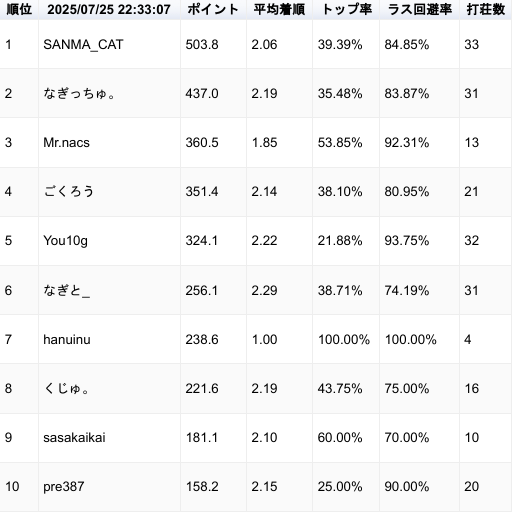 順位 2025/07/25 22:33:07 ポイント 平均着順 トップ率 ラス回避率 打荘数
1 SANMA_CAT 503.8 2.06 39.39% 84.85% 33
2 なぎっちゅ。 437.0 2.19 35.48% 83.87% 31
3 Mr.nacs 360.5 1.85 53.85% 92.31% 13
4 ごくろう 351.4 2.14 38.10% 80.95% 21
5 You10g 324.1 2.22 21.88% 93.75% 32
6 なぎと_ 256.1 2.29 38.71% 74.19% 31
7 hanuinu 238.6 1.00 100.00% 100.00% 4
8 くじゅ。 221.6 2.19 43.75% 75.00% 16
9 sasakaikai 181.1 2.10 60.00% 70.00% 10
10 pre387 158.2 2.15 25.00% 90.00% 20